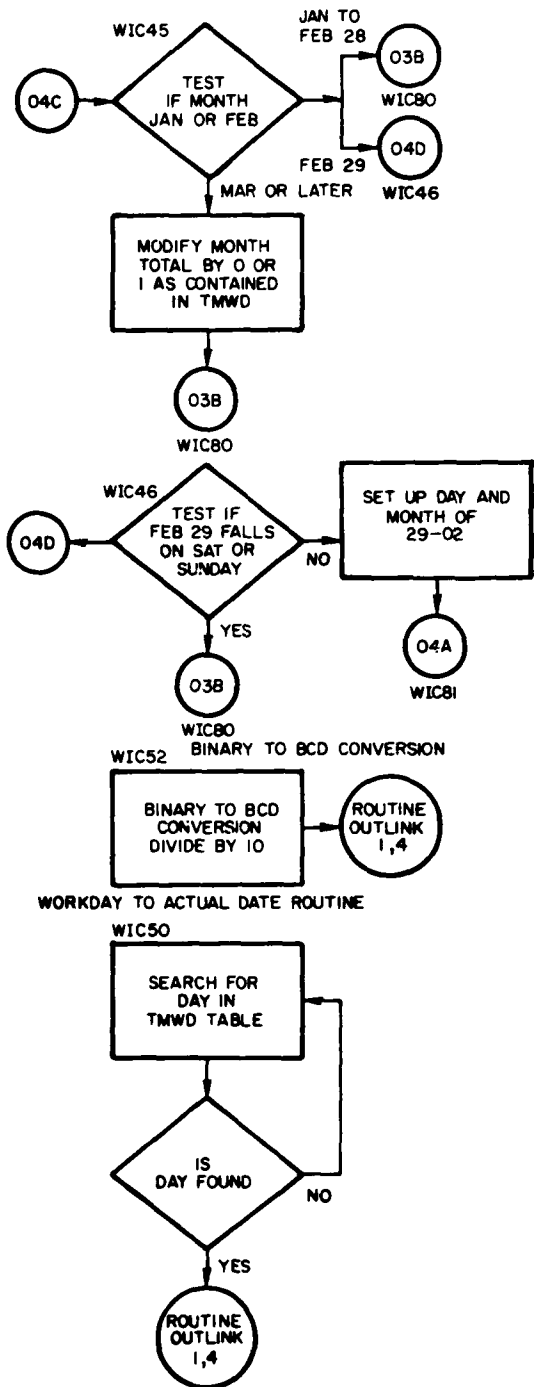 JAN TO
FEB 28
WIC45
04C
TEST
IF MONTH
JAN OR FEB
03B
WIC80
04D
FEB 29
WIC46
MAR OR LATER
MODIFY MONTH
TOTAL BY 0 OR
1 AS CONTAINED
IN TMWD
03B
WIC80
WIC46
04D
TEST IF
FEB 29 FALLS
ON SAT OR
SUNDAY
NO
SET UP DAY AND
MONTH OF
29-02
YES
04A
WIC81
03B
WIC80
BINARY TO BCD CONVERSION
WIC52
BINARY TO BCD
CONVERSION
DIVIDE BY 10
ROUTINE
OUTLINK
1,4
WORKDAY TO ACTUAL DATE ROUTINE
WIC50
SEARCH FOR
DAY IN
TMWD TABLE
IS
DAY FOUND
NO
YES
ROUTINE
OUTLINK
1,4